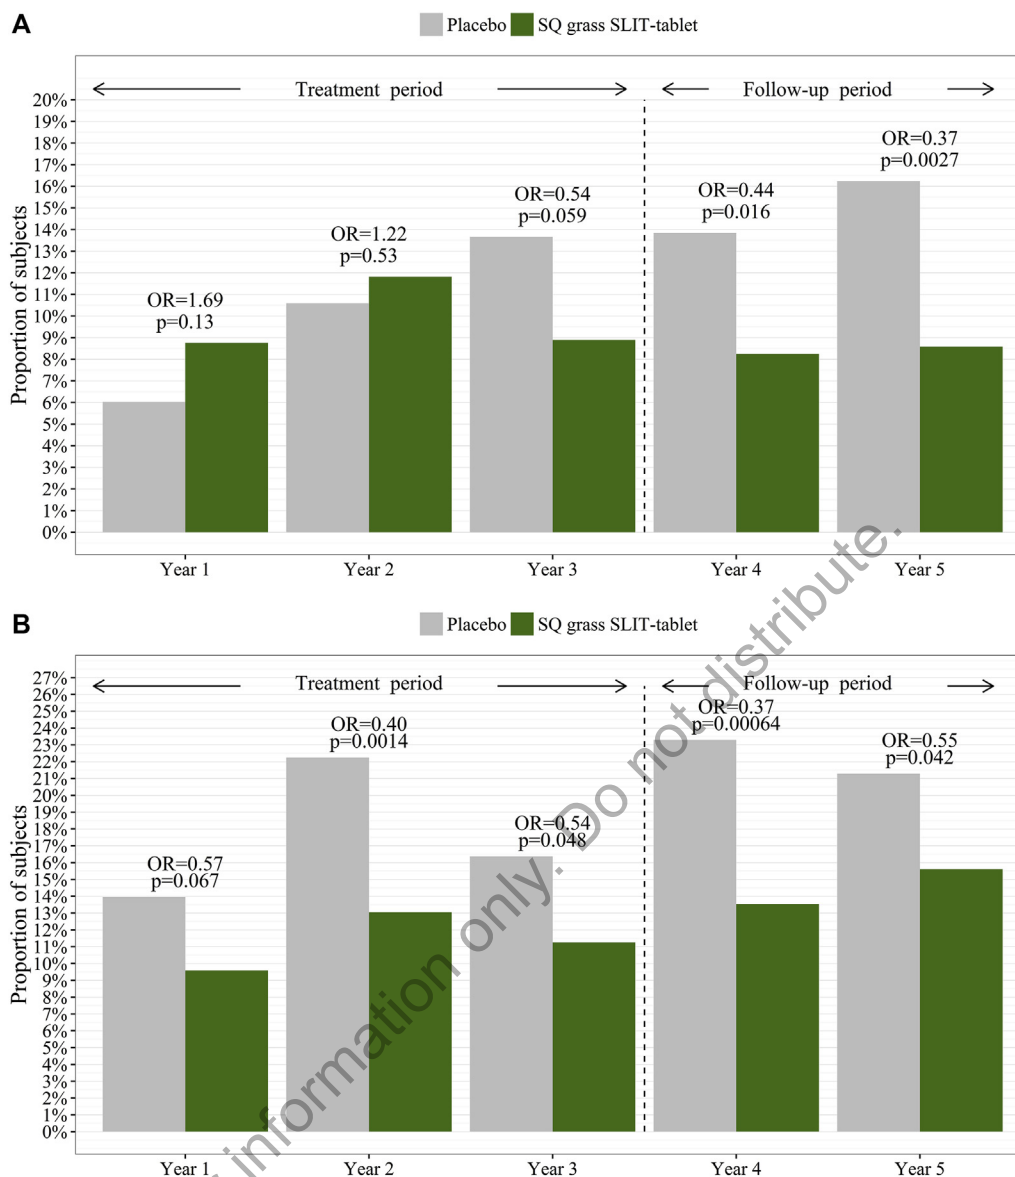 A
Placebo SQ grass SLIT-tablet
Treatment period Follow-up period
Proportion of subjects
20%
19%
18%
17%
16%
15%
14%
13%
12%
11%
10%
9%
8%
7%
6%
5%
4%
3%
2%
1%
0%
OR=1.69
p=0.13
OR=1.22
p=0.53
OR=0.54
p=0.059
OR=0.44
p=0.016
OR=0.37
p=0.0027
Year 1 Year 2 Year 3 Year 4 Year 5
B
Placebo SQ grass SLIT-tablet
Treatment period Follow-up period
Proportion of subjects
27%
26%
25%
24%
23%
22%
21%
20%
19%
18%
17%
16%
15%
14%
13%
12%
11%
10%
9%
8%
7%
6%
5%
4%
3%
2%
1%
0%
OR=0.57
p=0.067
OR=0.40
p=0.0014
OR=0.54
p=0.048
OR=0.37
p=0.00064
OR=0.55
p=0.042
Year 1 Year 2 Year 3 Year 4 Year 5
information only. Do not distribute.